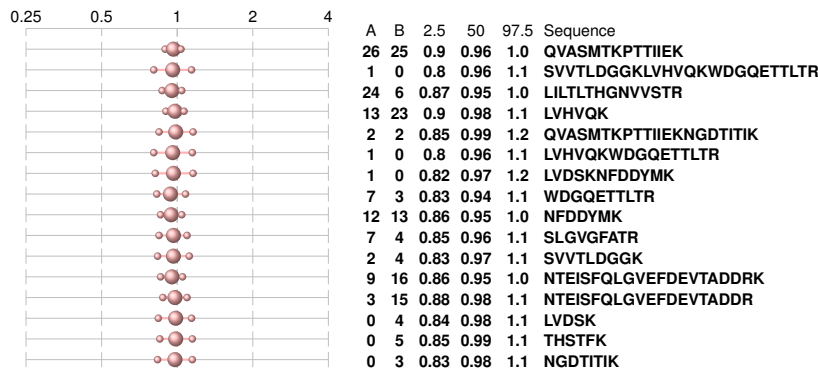 0.25 0.5 1 2 4
A B 2.5 50 97.5 Sequence
26 25 0.9 0.96 1.0 QVASMTKPTTIIEK
1 0 0.8 0.96 1.1 SVVTLDGGKLVHVQKWDGQETTLTR
24 6 0.87 0.95 1.0 LILTLTHGNVVSTR
13 23 0.9 0.98 1.1 LVHVQK
2 2 0.85 0.99 1.2 QVASMTKPTTIIEKNGDTITIK
1 0 0.8 0.96 1.1 LVHVQKWDGQETTLTR
1 0 0.82 0.97 1.2 LVDSKNFDDYMK
7 3 0.83 0.94 1.1 WDGQETTLTR
12 13 0.86 0.95 1.0 NFDDYMK
7 4 0.85 0.96 1.1 SLGVGFATR
2 4 0.83 0.97 1.1 SVVTLDGGK
9 16 0.86 0.95 1.0 NTEISFQLGVEFDEVTADDRK
3 15 0.88 0.98 1.1 NTEISFQLGVEFDEVTADDR
0 4 0.84 0.98 1.1 LVDSK
0 5 0.85 0.99 1.1 THSTFK
0 3 0.83 0.98 1.1 NGDTITIK